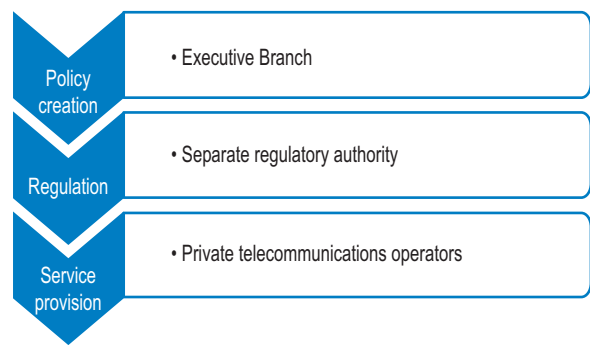 Policy
creation
• Executive Branch
Regulation
• Separate regulatory authority
Service
provision
• Private telecommunications operators